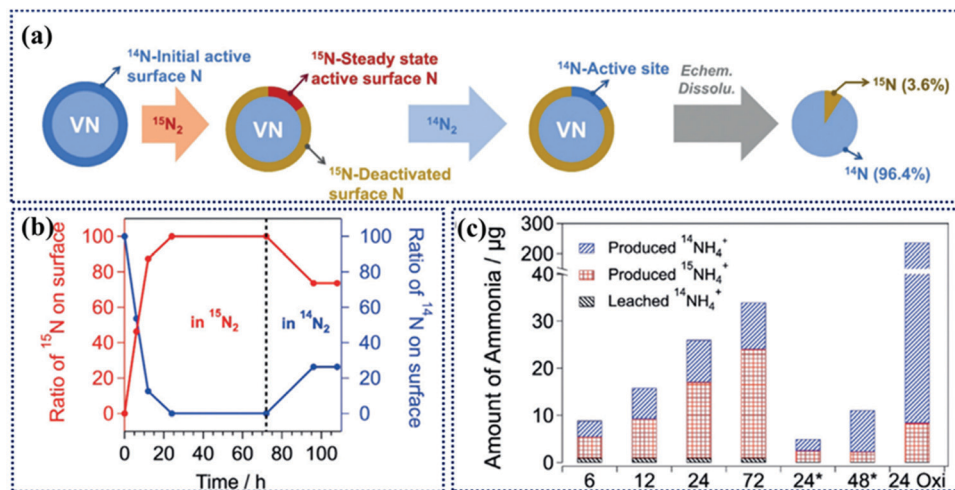 (a)
14N-Initial active
surface N
VN
15N2
15N-Steady state
active surface N
VN
15N-Deactivated
surface N
14N2
14N-Active site
VN
Echem.
Dissolu.
15N (3.6%)
14N (96.4%)
(b)
Ratio of 15N on surface
100
80
60
40
20
0
in 15N2
in 14N2
100
80
60
40
20
0
Ratio of 14N on surface
0 20 40 60 80 100
Time / h
(c)
Amount of Ammonia / µg
300
200
40
30
20
10
0
Produced 14NH4+
Produced 15NH4+
Leached 14NH4+
6 12 24 72 24* 48* 24 Oxi